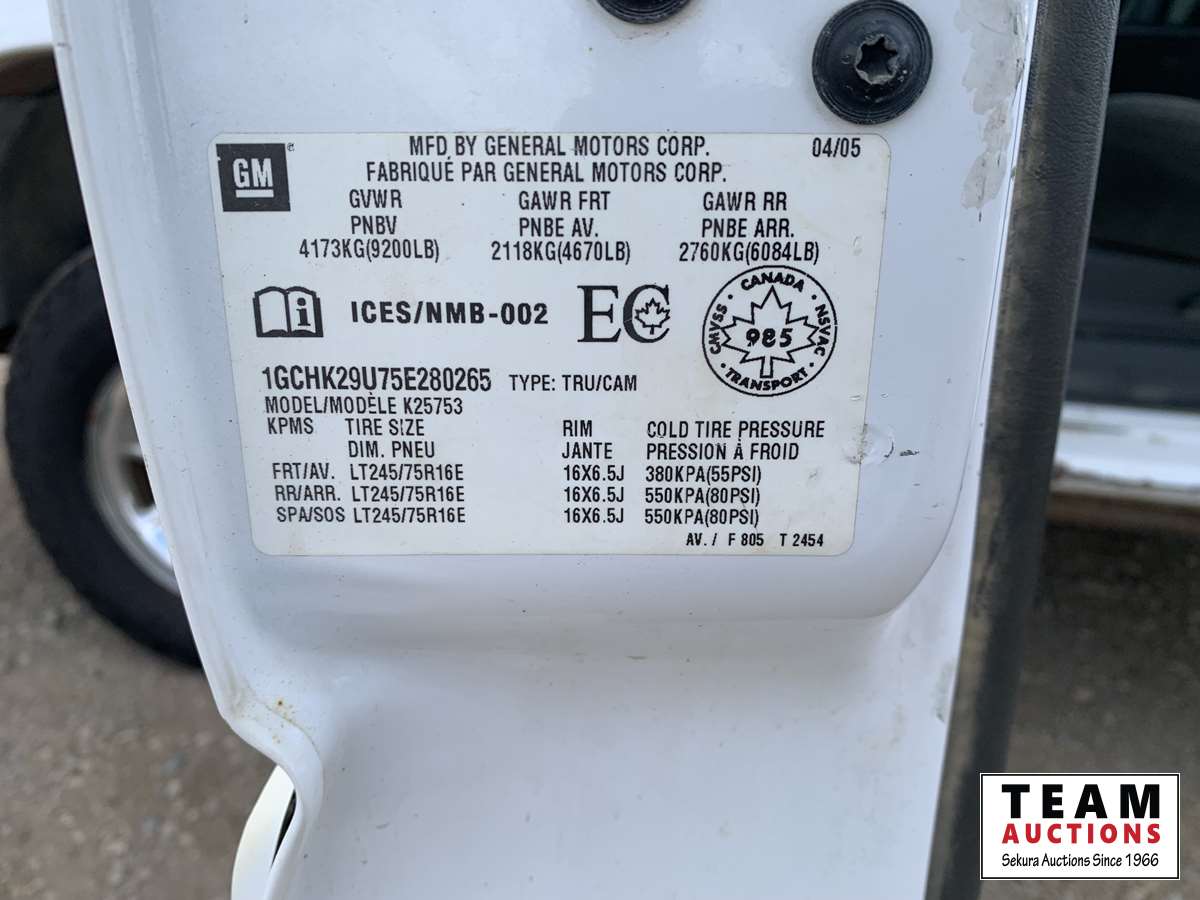 GM
MFD BY GENERAL MOTORS CORP. 04/05
FABRIQUÉ PAR GENERAL MOTORS CORP.
GVWR GAWR FRT GAWR RR
PNBV PNBE AV. PNBE ARR.
4173KG(9200LB) 2118KG(4670LB) 2760KG(6084LB)
i ICES/NMB-002 EC
CANADA
CMVSS 985 NSVAC
TRANSPORT
1GCHK29U75E280265 TYPE: TRU/CAM
MODEL/MODÈLE K25753
KPMS TIRE SIZE RIM COLD TIRE PRESSURE
DIM. PNEU JANTE PRESSION À FROID
FRT/AV. LT245/75R16E 16X6.5J 380KPA(55PSI)
RR/ARR. LT245/75R16E 16X6.5J 550KPA(80PSI)
SPA/SOS LT245/75R16E 16X6.5J 550KPA(80PSI)
AV. / F 805 T 2454
TEAM
AUCTIONS
Sekura Auctions Since 1966